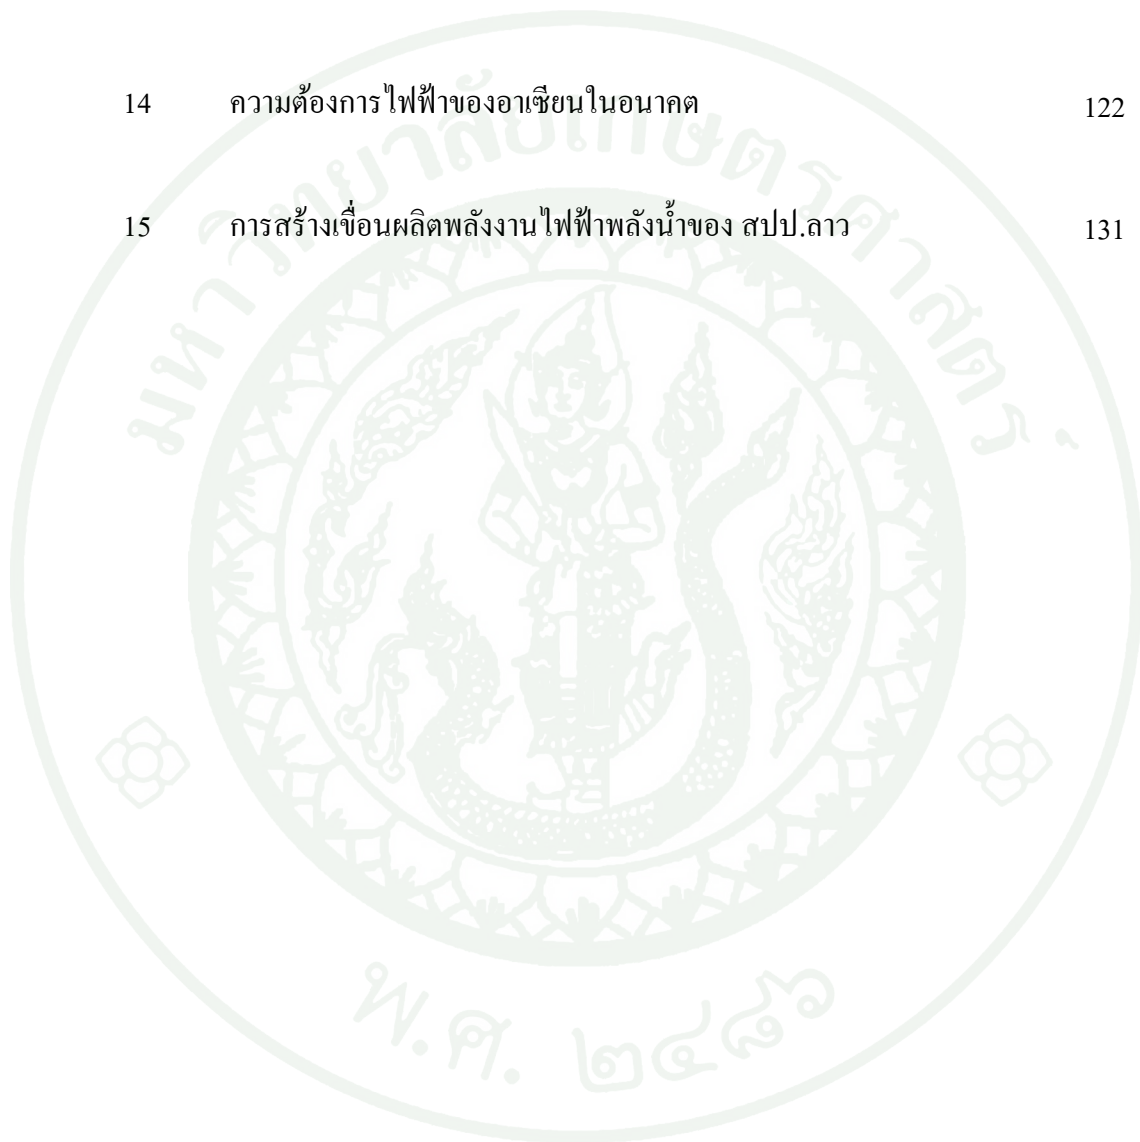 14 ความต้องการไฟฟ้าของอาเซียนในอนาคต 122
15 การสร้างเขื่อนผลิตพลังงานไฟฟ้าพลังน้ำของ สปป.ลาว 131
มหาวิทยาลัยเกษตรศาสตร์
พ.ศ. ๒๔๘๖